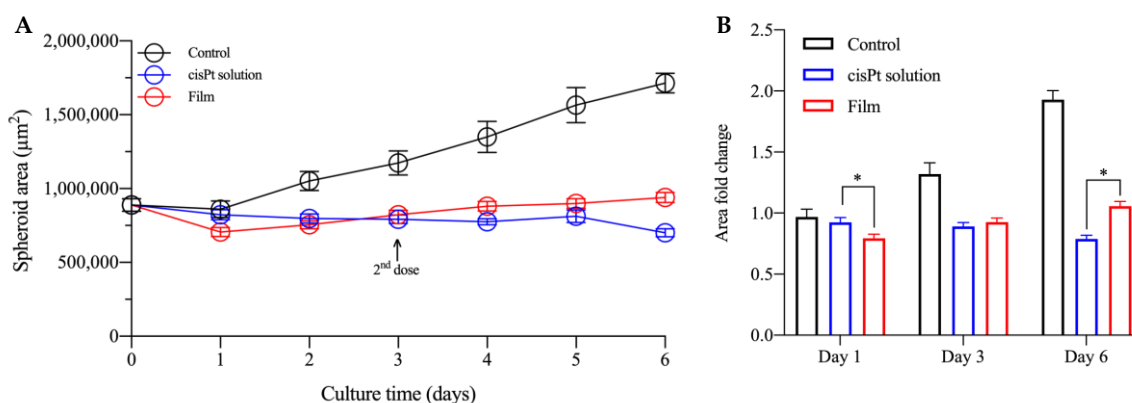 A
Spheroid area (μm²)
2,000,000
1,500,000
1,000,000
500,000
0
Control
cisPt solution
Film
2nd dose
0 1 2 3 4 5 6
Culture time (days)
B
Area fold change
2.5
2.0
1.5
1.0
0.5
0.0
Control
cisPt solution
Film
*
*
Day 1 Day 3 Day 6